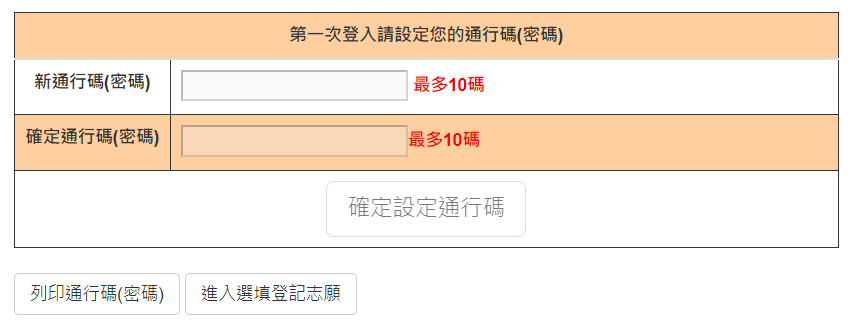 第一次登入請設定您的通行碼(密碼)
新通行碼(密碼) 最多10碼
確定通行碼(密碼) 最多10碼
確定設定通行碼
列印通行碼(密碼) 進入選填登記志願